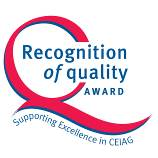 Recognition
of quality
AWARD
Supporting Excellence in CEIAG